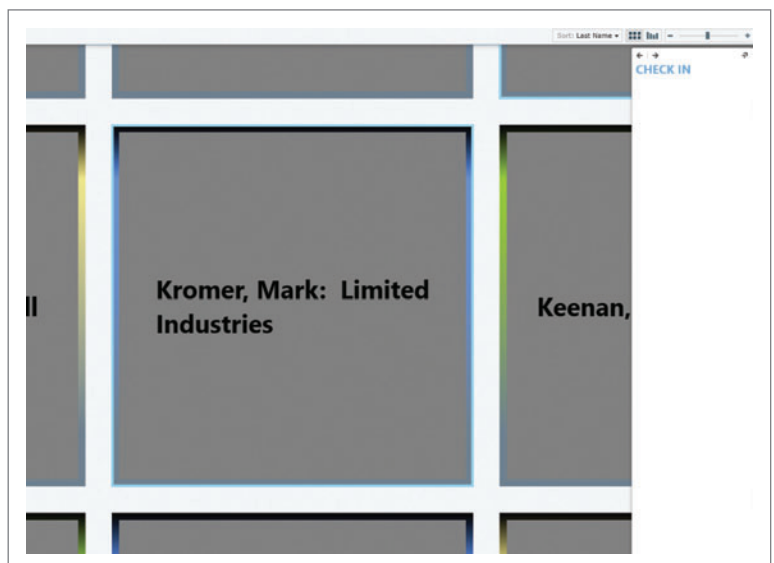 Sort: Last Name
CHECK IN
ll
Kromer, Mark: Limited
Industries
Keenan,